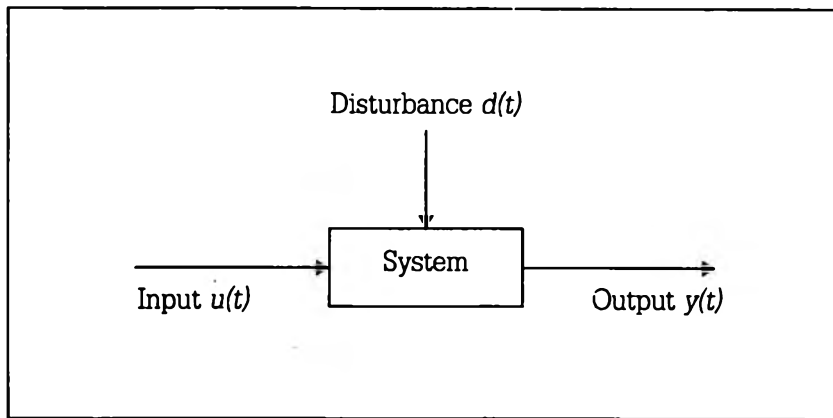 Disturbance d(t)
System
Input u(t)
Output y(t)